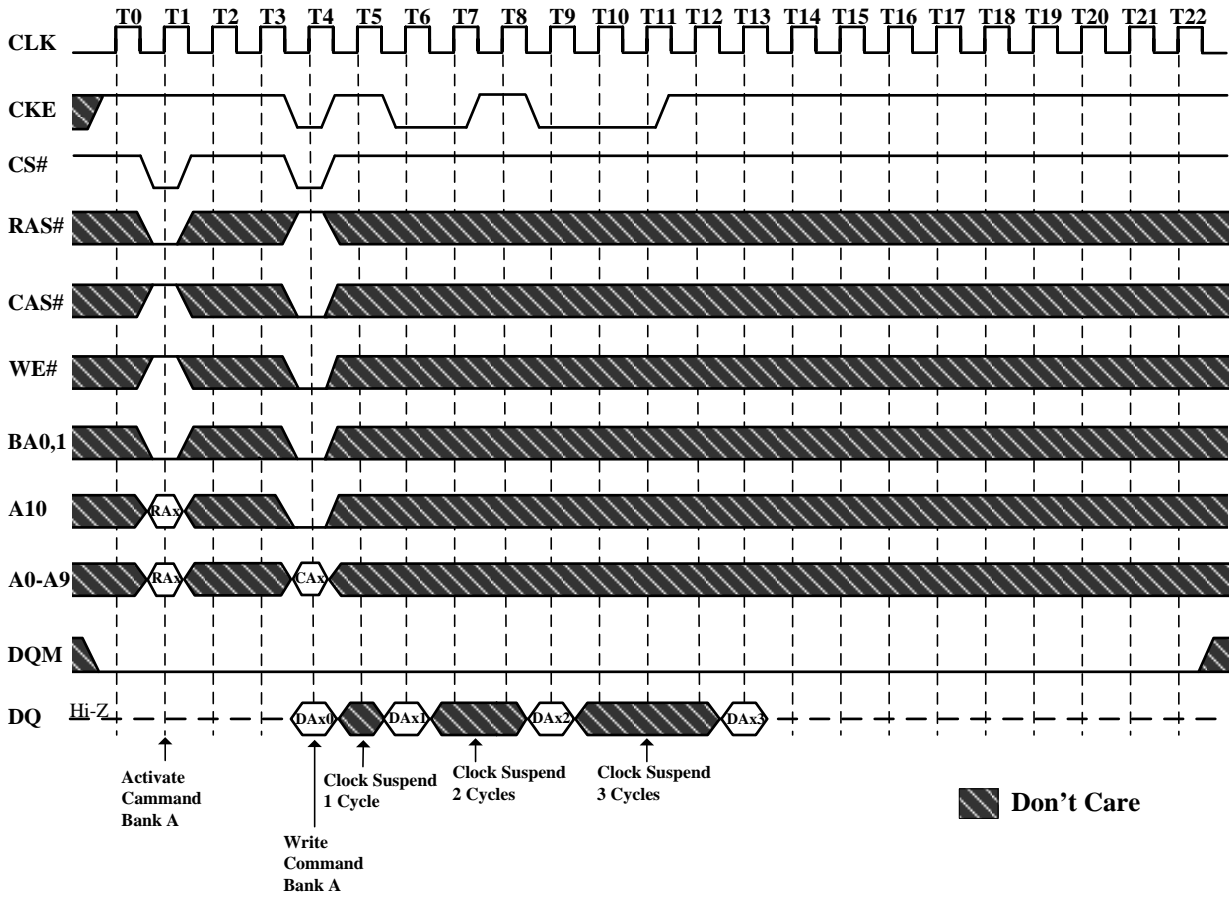 T0 T1 T2 T3 T4 T5 T6 T7 T8 T9 T10 T11 T12 T13 T14 T15 T16 T17 T18 T19 T20 T21 T22
CLK
CKE
CS#
RAS#
CAS#
WE#
BA0,1
A10 RAx
A0-A9 RAx CAx
DQM
DQ Hi-Z DAx0 DAx1 DAx2 DAx3
Activate
Cammand
Bank A
Write
Command
Bank A
Clock Suspend
1 Cycle
Clock Suspend
2 Cycles
Clock Suspend
3 Cycles
Don't Care